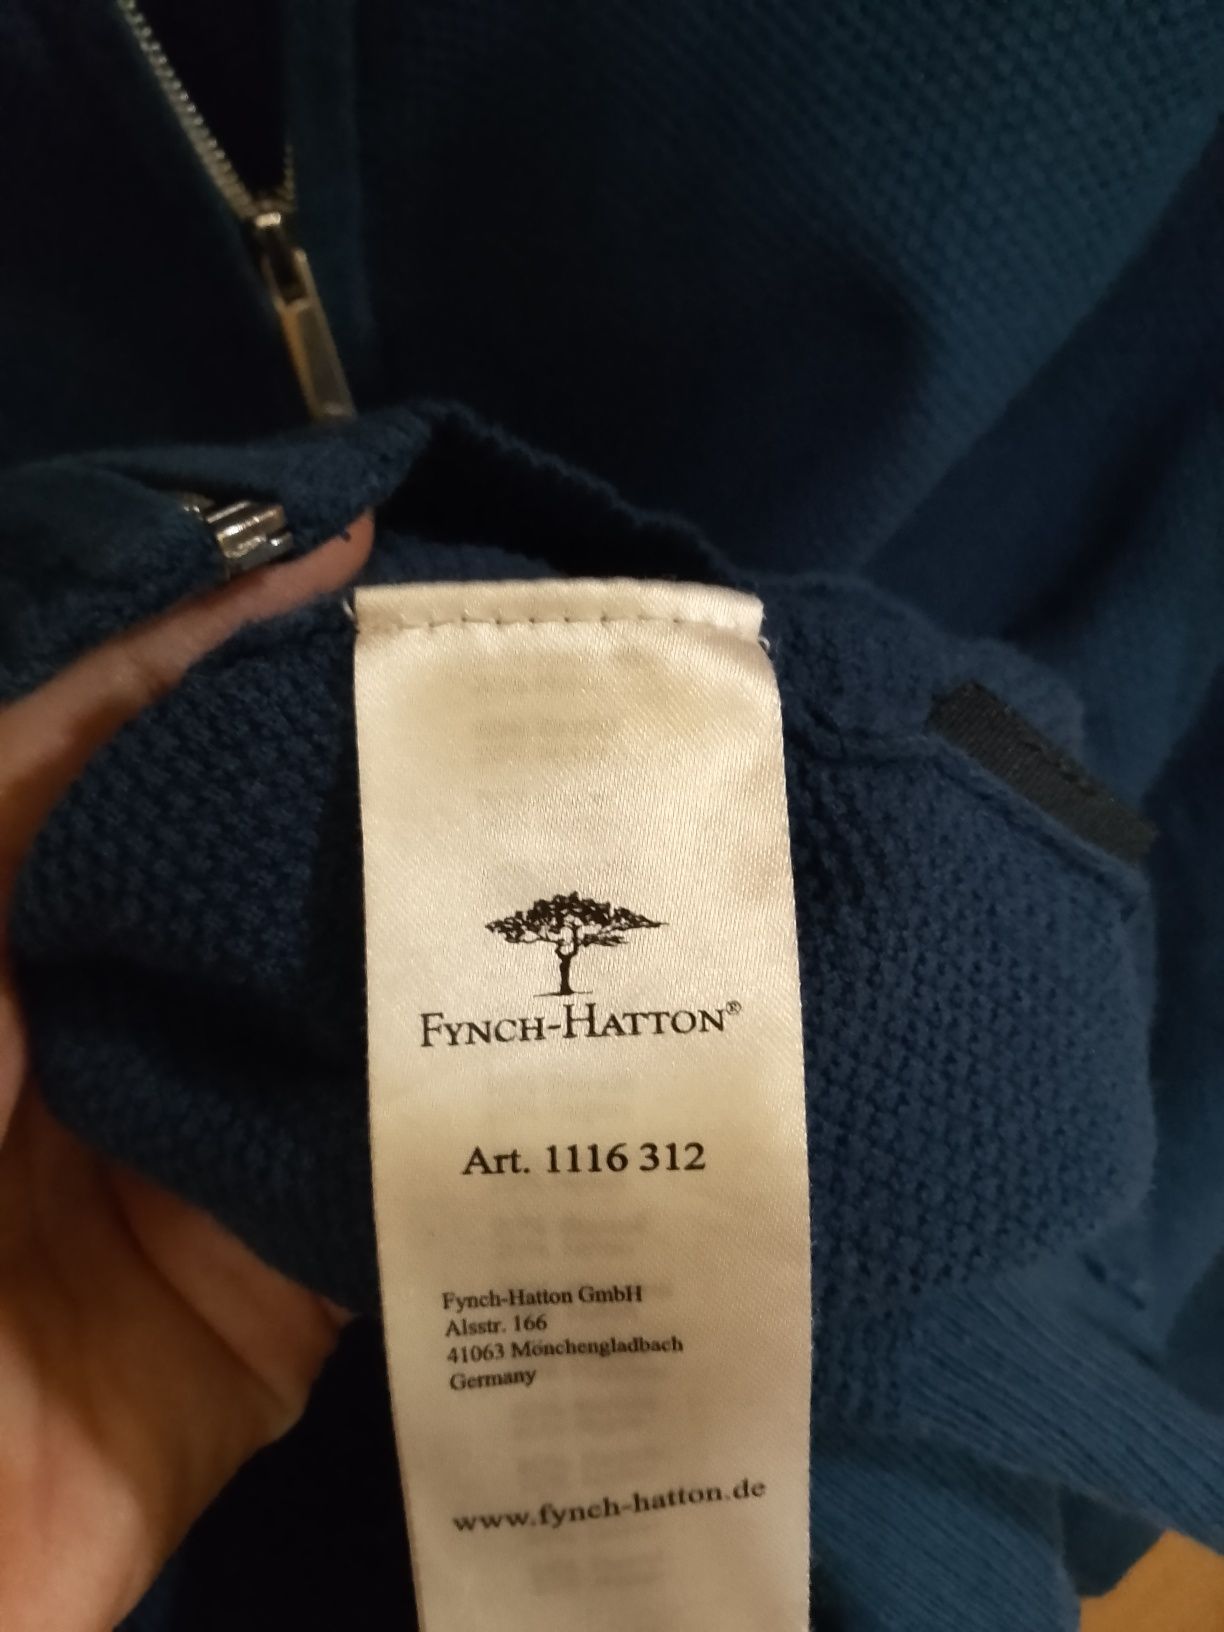 FYNCH-HATTON®
Art. 1116 312
Fynch-Hatton GmbH
Alsstr. 166
41063 Mönchengladbach
Germany
www.fynch-hatton.de